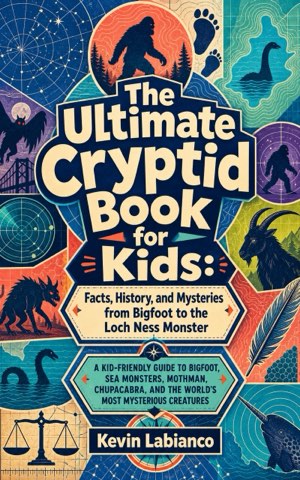 The
Ultimate
Cryptid
Book
for
Kids:
Facts, History, and Mysteries
from Bigfoot to the
Loch Ness Monster
A KID-FRIENDLY GUIDE TO BIGFOOT,
SEA MONSTERS, MOTHMAN,
CHUPACABRA, AND THE WORLD'S
MOST MYSTERIOUS CREATURES
Kevin Labianco